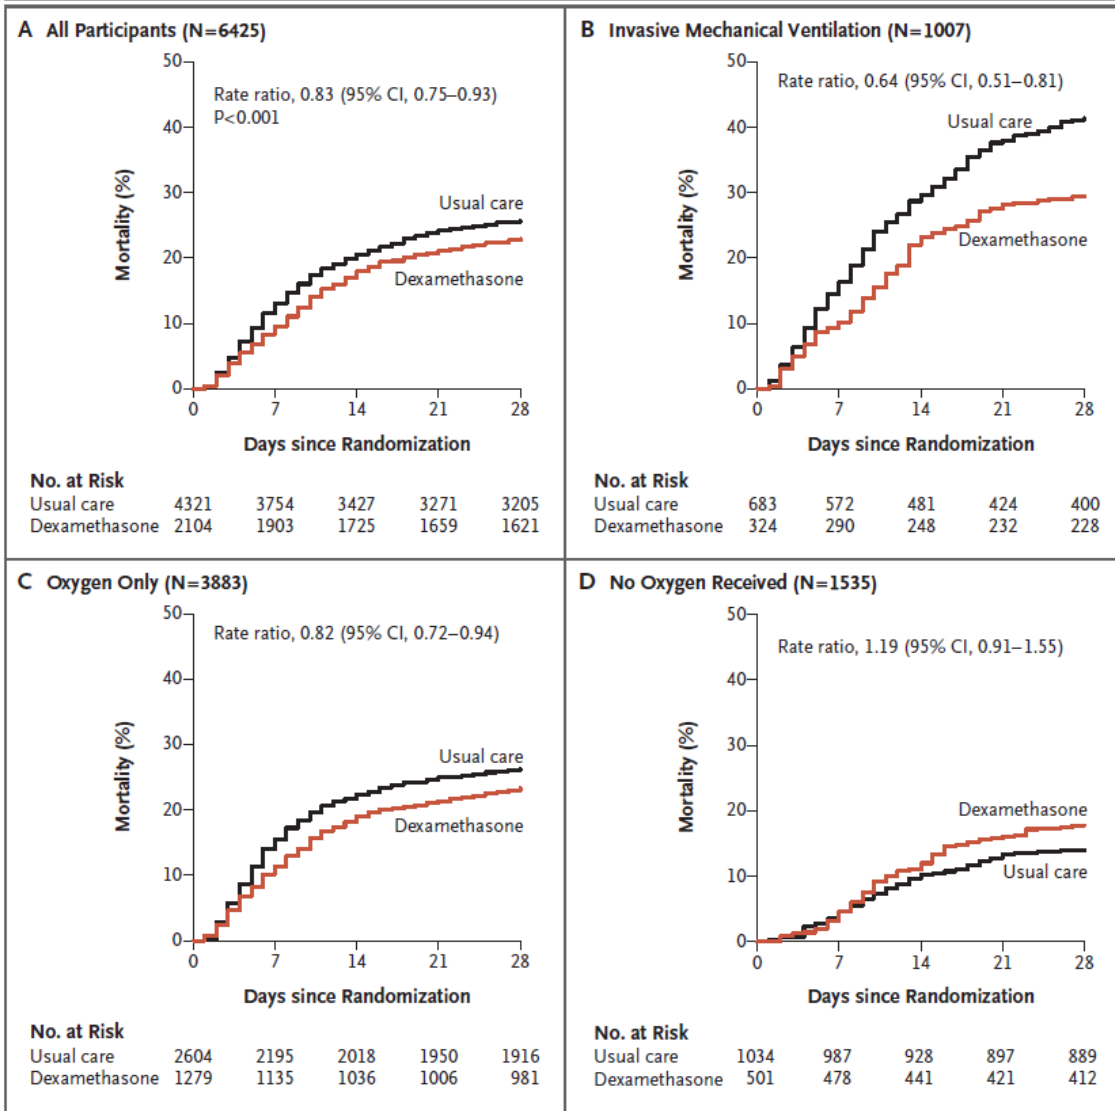 A All Participants (N=6425)
50
40
30
20
10
0
Mortality (%)
Rate ratio, 0.83 (95% CI, 0.75–0.93)
P<0.001
Usual care
Dexamethasone
0 7 14 21 28
Days since Randomization
No. at Risk
Usual care 4321 3754 3427 3271 3205
Dexamethasone 2104 1903 1725 1659 1621
B Invasive Mechanical Ventilation (N=1007)
50
40
30
20
10
0
Mortality (%)
Rate ratio, 0.64 (95% CI, 0.51–0.81)
Usual care
Dexamethasone
0 7 14 21 28
Days since Randomization
No. at Risk
Usual care 683 572 481 424 400
Dexamethasone 324 290 248 232 228
C Oxygen Only (N=3883)
50
40
30
20
10
0
Mortality (%)
Rate ratio, 0.82 (95% CI, 0.72–0.94)
Usual care
Dexamethasone
0 7 14 21 28
Days since Randomization
No. at Risk
Usual care 2604 2195 2018 1950 1916
Dexamethasone 1279 1135 1036 1006 981
D No Oxygen Received (N=1535)
50
40
30
20
10
0
Mortality (%)
Rate ratio, 1.19 (95% CI, 0.91–1.55)
Dexamethasone
Usual care
0 7 14 21 28
Days since Randomization
No. at Risk
Usual care 1034 987 928 897 889
Dexamethasone 501 478 441 421 412